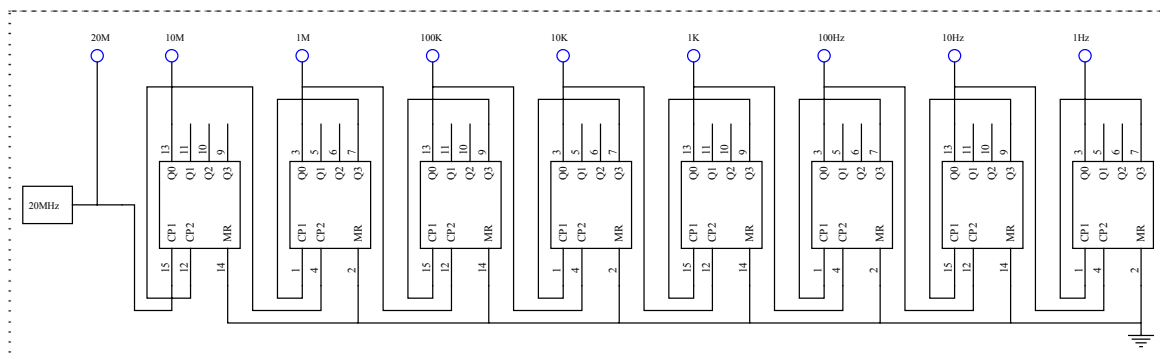 20M 10M 1M 100K 10K 1K 100Hz 10Hz 1Hz
13 11 10 9 3 5 6 7 13 11 10 9 3 5 6 7 13 11 10 9 3 5 6 7 13 11 10 9 3 5 6 7
Q0 Q1 Q2 Q3 Q0 Q1 Q2 Q3 Q0 Q1 Q2 Q3 Q0 Q1 Q2 Q3 Q0 Q1 Q2 Q3 Q0 Q1 Q2 Q3 Q0 Q1 Q2 Q3 Q0 Q1 Q2 Q3
20MHz
CP1 CP2 MR CP1 CP2 MR CP1 CP2 MR CP1 CP2 MR CP1 CP2 MR CP1 CP2 MR CP1 CP2 MR CP1 CP2 MR
15 12 14 1 4 2 15 12 14 1 4 2 15 12 14 1 4 2 15 12 14 1 4 2